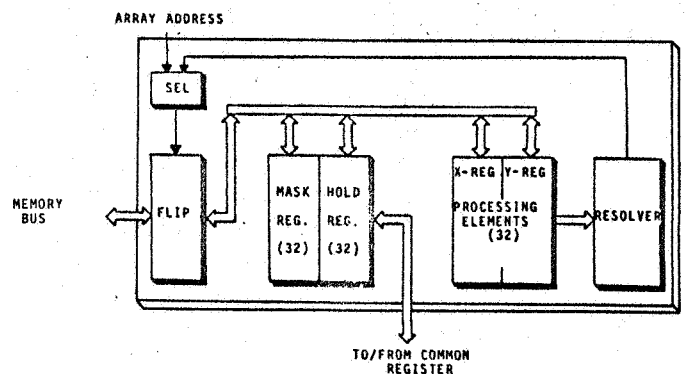 ARRAY ADDRESS
SEL
MEMORY
BUS
FLIP
MASK
REG.
(32)
HOLD
REG.
(32)
X-REG
Y-REG
PROCESSING
ELEMENTS
(32)
RESOLVER
TO/FROM COMMON
REGISTER